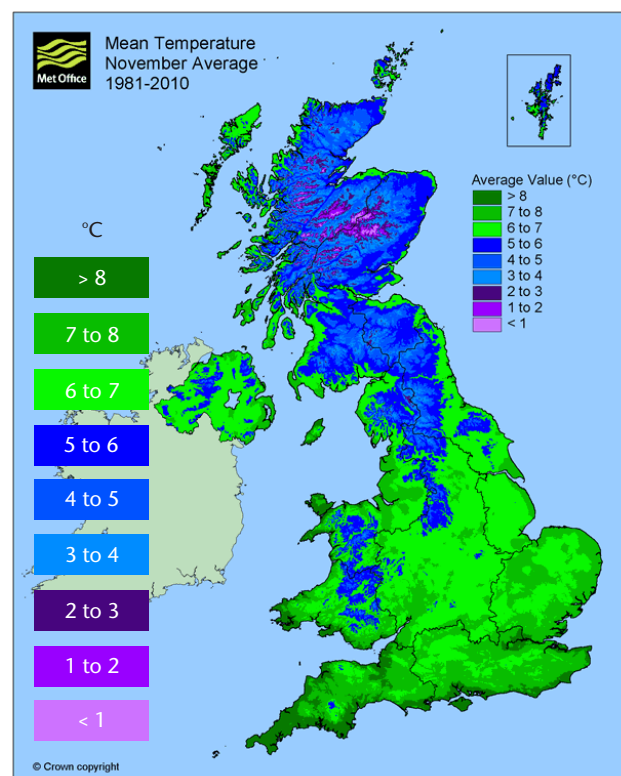 Met Office
Mean Temperature
November Average
1981-2010
Average Value (°C)
> 8
7 to 8
6 to 7
5 to 6
4 to 5
3 to 4
2 to 3
1 to 2
< 1
°C
> 8
7 to 8
6 to 7
5 to 6
4 to 5
3 to 4
2 to 3
1 to 2
< 1
© Crown copyright